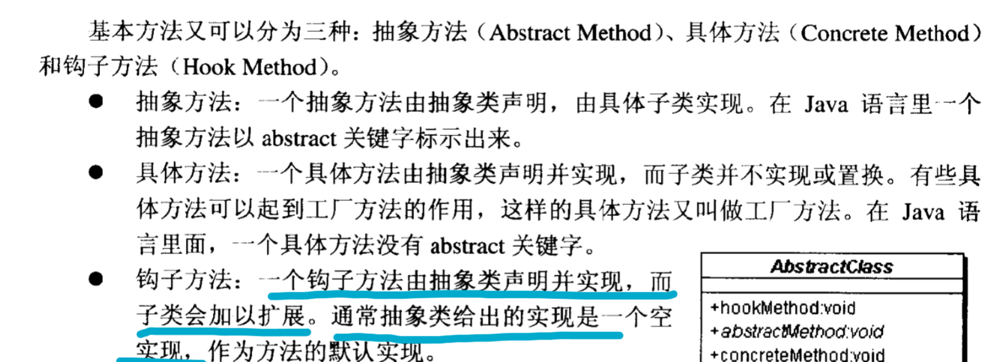 基本方法又可以分为三种：抽象方法（Abstract Method）、具体方法（Concrete Method）
和钩子方法（Hook Method）。
● 抽象方法：一个抽象方法由抽象类声明，由具体子类实现。在 Java 语言里一个
抽象方法以 abstract 关键字标示出来。
● 具体方法：一个具体方法由抽象类声明并实现，而子类并不实现或置换。有些具
体方法可以起到工厂方法的作用，这样的具体方法又叫做工厂方法。在 Java 语
言里面，一个具体方法没有 abstract 关键字。
● 钩子方法：一个钩子方法由抽象类声明并实现，而
子类会加以扩展。通常抽象类给出的实现是一个空
实现，作为方法的默认实现。
AbstractClass
+hookMethod:void
+abstractMethod:void
+concreteMethod:void